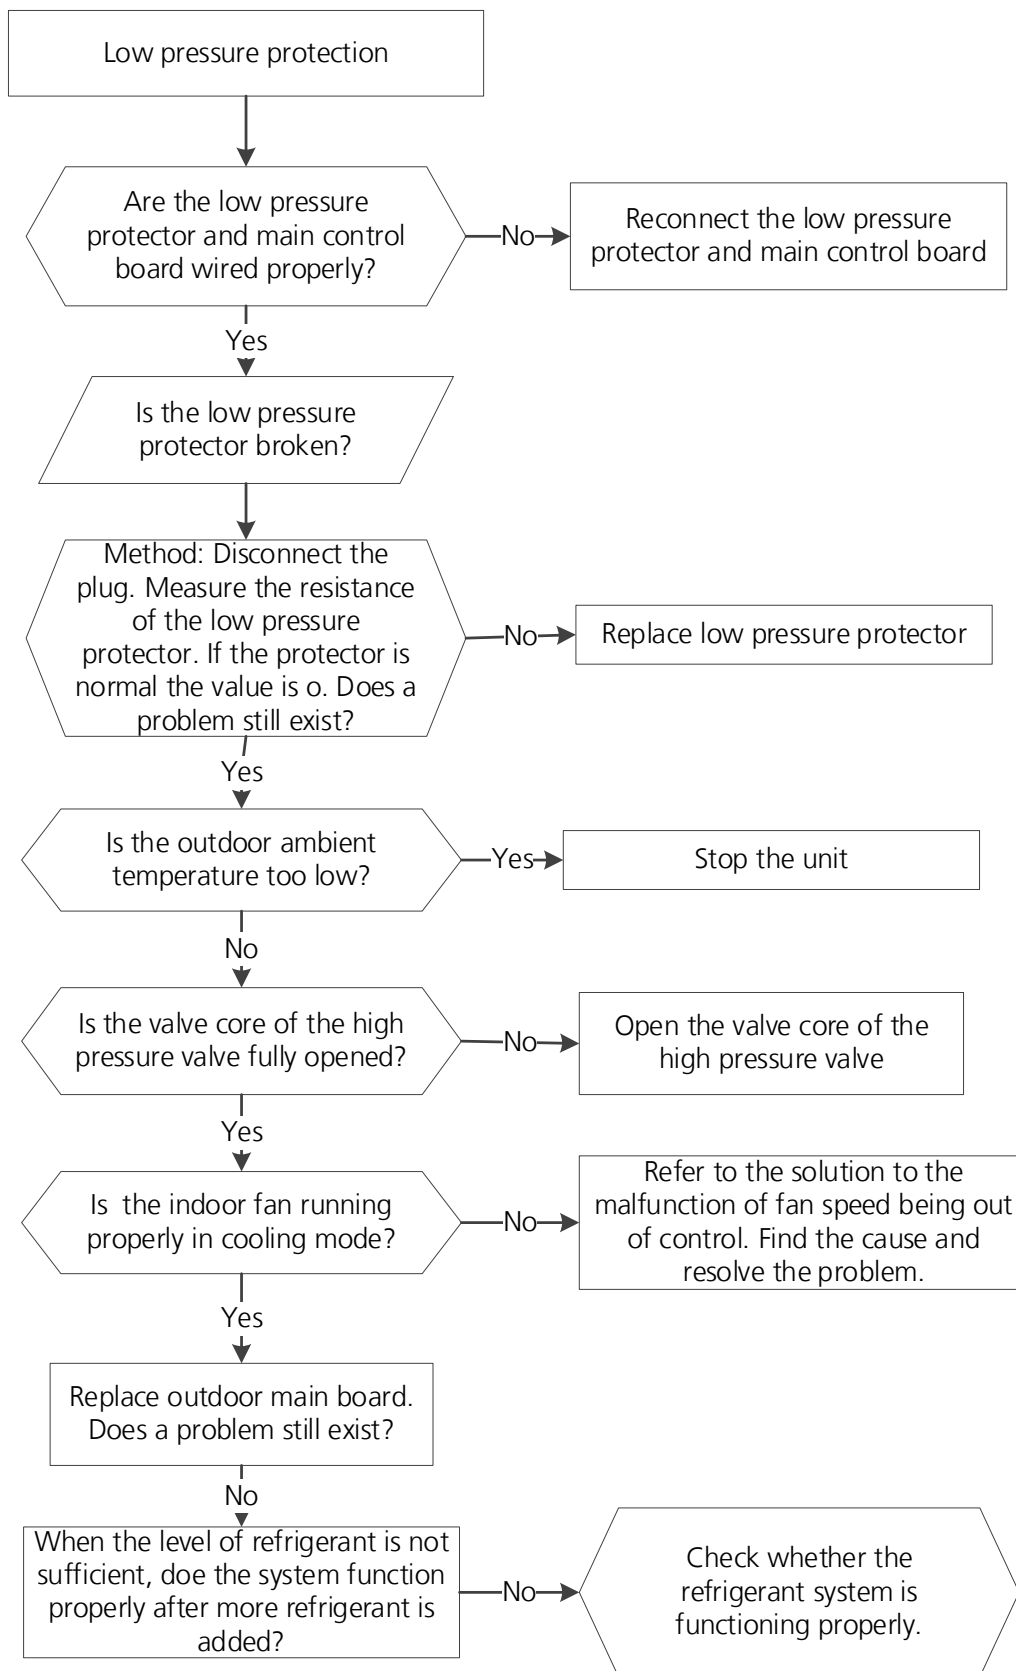 Low pressure protection
Are the low pressure
protector and main control
board wired properly?
No
Reconnect the low pressure
protector and main control board
Yes
Is the low pressure
protector broken?
Method: Disconnect the
plug. Measure the resistance
of the low pressure
protector. If the protector is
normal the value is o. Does a
problem still exist?
No
Replace low pressure protector
Yes
Is the outdoor ambient
temperature too low?
Yes
Stop the unit
No
Is the valve core of the high
pressure valve fully opened?
No
Open the valve core of the
high pressure valve
Yes
Is  the indoor fan running
properly in cooling mode?
No
Refer to the solution to the
malfunction of fan speed being out
of control. Find the cause and
resolve the problem.
Yes
Replace outdoor main board.
Does a problem still exist?
No
When the level of refrigerant is not
sufficient, doe the system function
properly after more refrigerant is
added?
No
Check whether the
refrigerant system is
functioning properly.